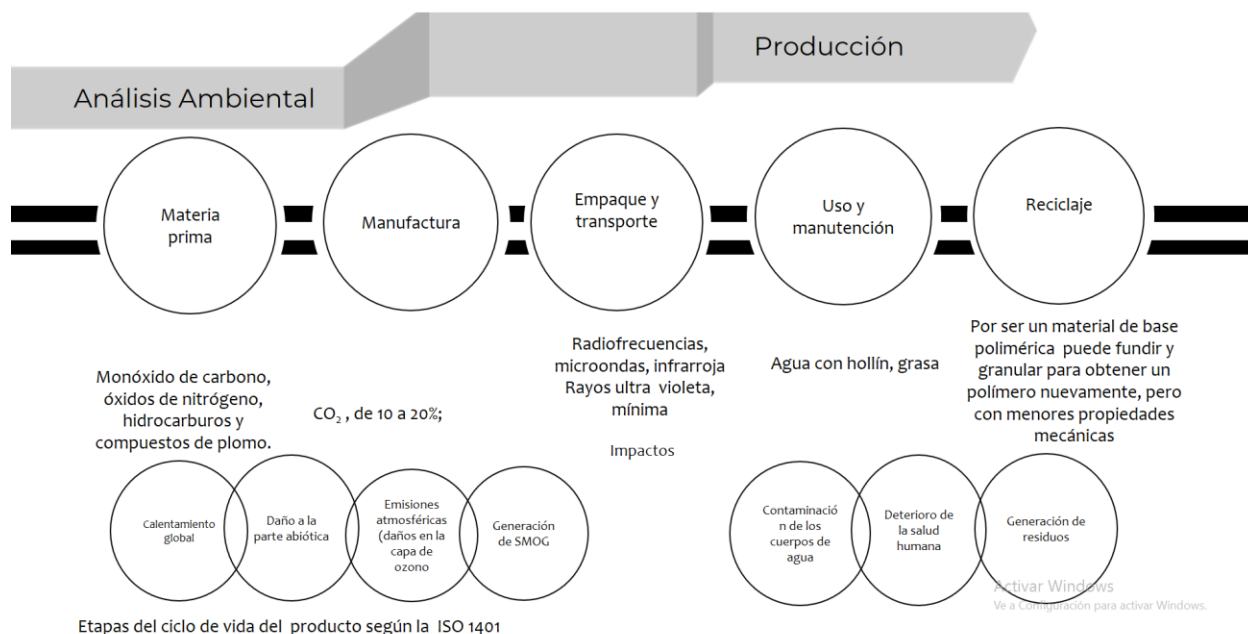 Producción
Análisis Ambiental
Materia
prima
Manufactura
Empaque y
transporte
Uso y
manutención
Reciclaje
Monóxido de carbono,
óxidos de nitrógeno,
hidrocarburos y
compuestos de plomo.
CO₂ , de 10 a 20%;
Radiofrecuencias,
microondas, infrarroja
Rayos ultra violeta,
mínima
Agua con hollín, grasa
Por ser un material de base
polimérica puede fundir y
granular para obtener un
polímero nuevamente, pero
con menores propiedades
mecánicas
Impactos
Calentamiento
global
Daño a la
parte abiótica
Emisiones
atmosféricas
(daños en la
capa de
ozono
Generación
de SMOG
Contaminació
n de los
cuerpos de
agua
Deterioro de
la salud
humana
Generación de
residuos
Activar Windows
Ve a Configuración para activar Windows.
Etapas del ciclo de vida del producto según la ISO 1401